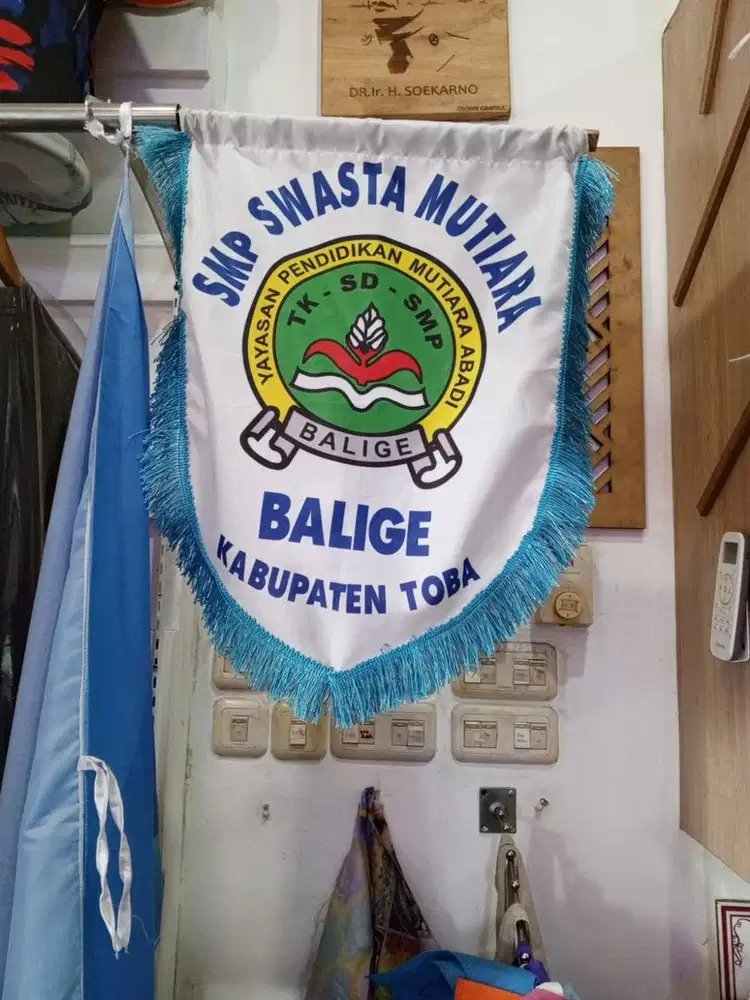 DR.Ir. H. SOEKARNO
SMP SWASTA MUTIARA
YAYASAN PENDIDIKAN MUTIARA ABADI
TK - SD - SMP
BALIGE
BALIGE
KABUPATEN TOBA